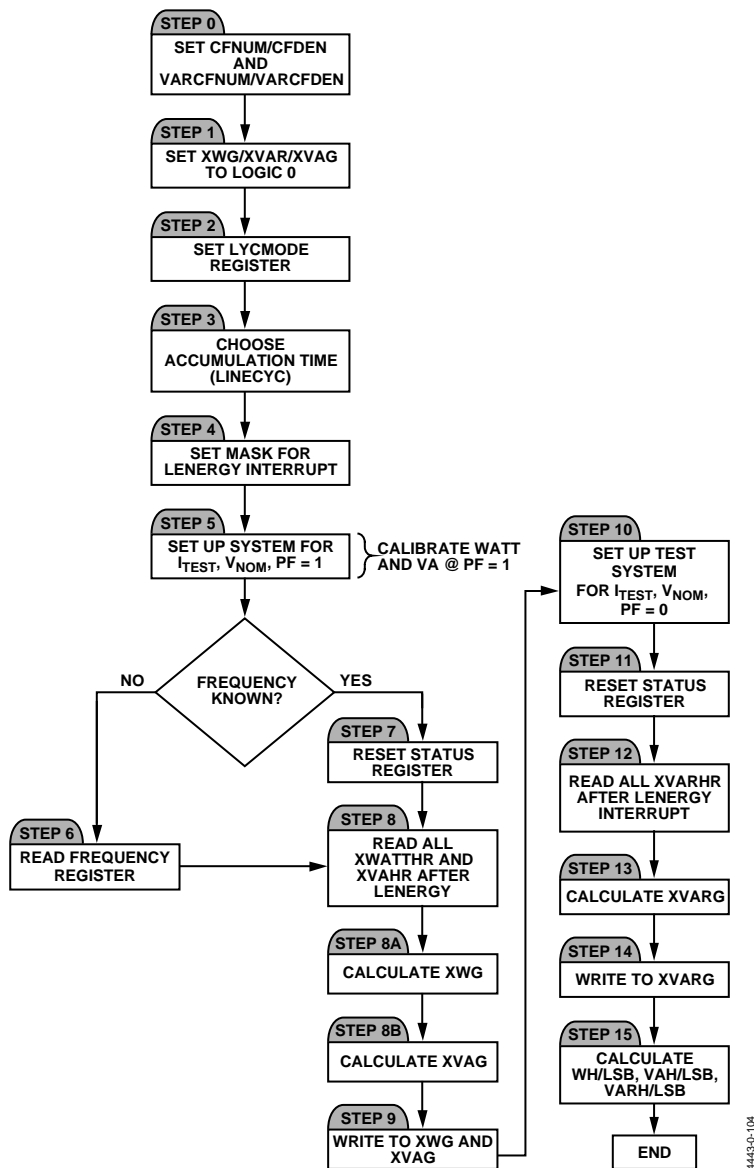 STEP 0
SET CFNUM/CFDEN
AND
VARCFNUM/VARCFDEN
STEP 1
SET XWG/XVAR/XVAG
TO LOGIC 0
STEP 2
SET LYCMODE
REGISTER
STEP 3
CHOOSE
ACCUMULATION TIME
(LINECYC)
STEP 4
SET MASK FOR
LENERGY INTERRUPT
STEP 5
SET UP SYSTEM FOR
ITEST, VNOM, PF = 1
CALIBRATE WATT
AND VA @ PF = 1
FREQUENCY
KNOWN?
NO
YES
STEP 6
READ FREQUENCY
REGISTER
STEP 7
RESET STATUS
REGISTER
STEP 8
READ ALL
XWATTHR AND
XVAHR AFTER
LENERGY
STEP 8A
CALCULATE XWG
STEP 8B
CALCULATE XVAG
STEP 9
WRITE TO XWG AND
XVAG
STEP 10
SET UP TEST
SYSTEM
FOR ITEST, VNOM,
PF = 0
STEP 11
RESET STATUS
REGISTER
STEP 12
READ ALL XVARHR
AFTER LENERGY
INTERRUPT
STEP 13
CALCULATE XVARG
STEP 14
WRITE TO XVARG
STEP 15
CALCULATE
WH/LSB, VAH/LSB,
VARH/LSB
END